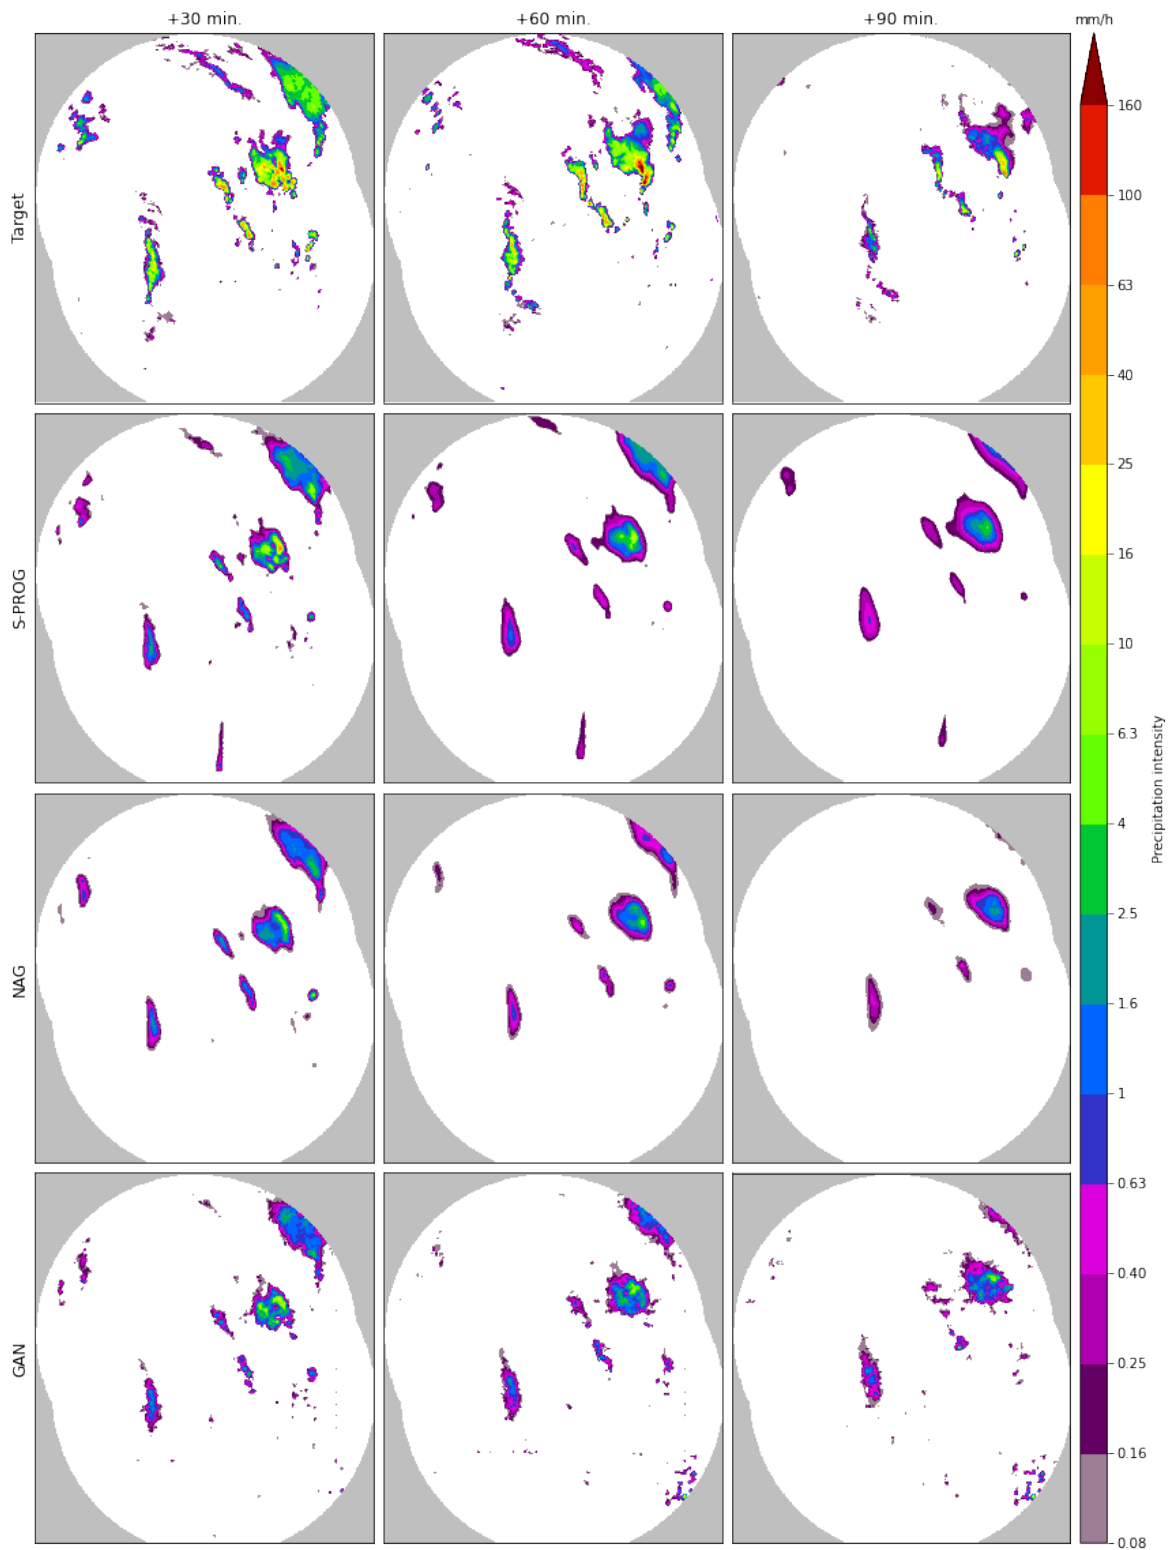 +30 min.
+60 min.
+90 min.
mm/h
Target
S-PROG
NAG
GAN
160
100
63
40
25
16
10
6.3
4
2.5
1.6
1
0.63
0.40
0.25
0.16
0.08
Precipitation intensity